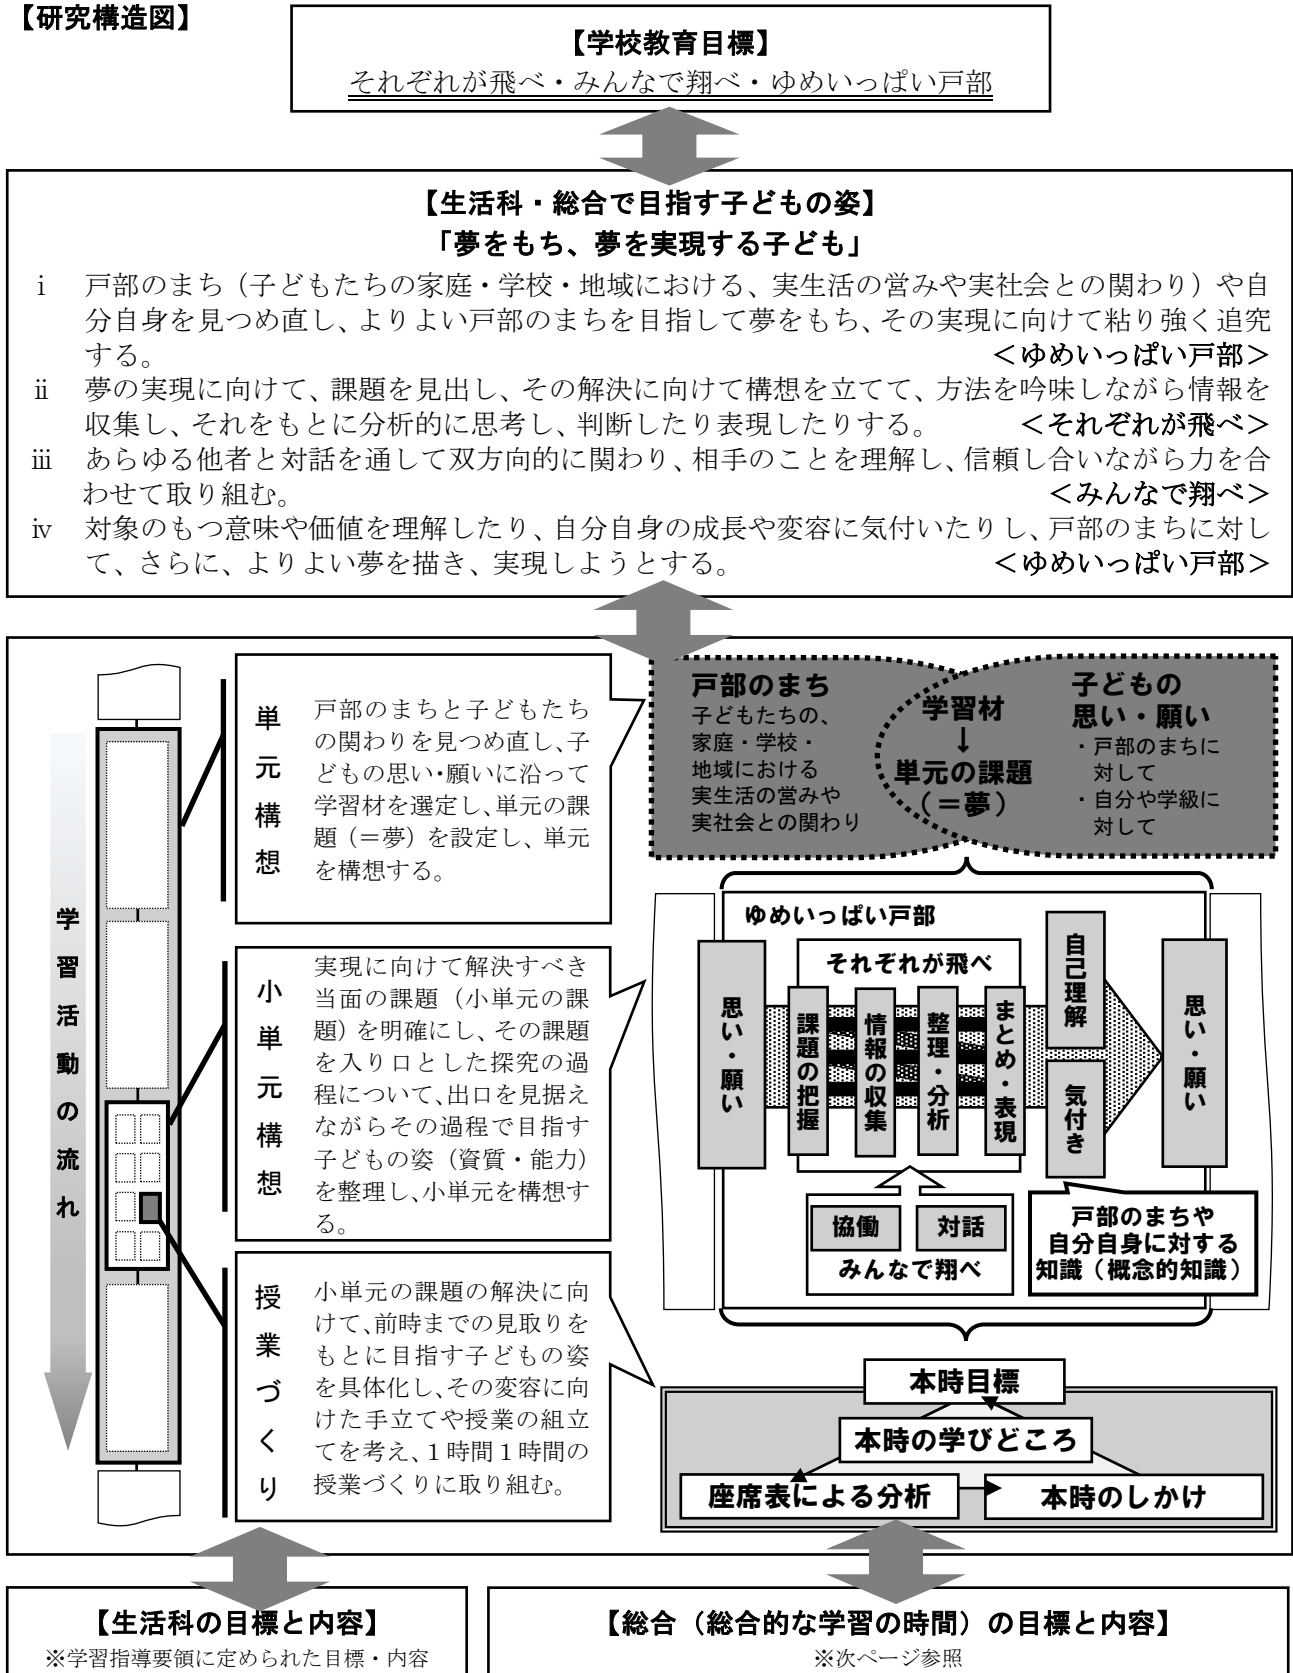 【研究構造図】
【学校教育目標】
それぞれが飛べ・みんなで翔べ・ゆめいっぱい戸部
【生活科・総合で目指す子どもの姿】
「夢をもち、夢を実現する子ども」
ⅰ 戸部のまち（子どもたちの家庭・学校・地域における、実生活の営みや実社会との関わり）や自
分自身を見つめ直し、よりよい戸部のまちを目指して夢をもち、その実現に向けて粘り強く追究
する。 ＜ゆめいっぱい戸部＞
ⅱ 夢の実現に向けて、課題を見出し、その解決に向けて構想を立てて、方法を吟味しながら情報を
収集し、それをもとに分析的に思考し、判断したり表現したりする。 ＜それぞれが飛べ＞
ⅲ あらゆる他者と対話を通して双方向的に関わり、相手のことを理解し、信頼し合いながら力を合
わせて取り組む。 ＜みんなで翔べ＞
ⅳ 対象のもつ意味や価値を理解したり、自分自身の成長や変容に気付いたりし、戸部のまちに対し
て、さらに、よりよい夢を描き、実現しようとする。 ＜ゆめいっぱい戸部＞
学習活動の流れ
単元構想
戸部のまちと子どもたち
の関わりを見つめ直し、子
どもの思い・願いに沿って
学習材を選定し、単元の課
題（＝夢）を設定し、単元
を構想する。
小単元構想
実現に向けて解決すべき
当面の課題（小単元の課
題）を明確にし、その課題
を入り口とした探究の過
程について、出口を見据え
ながらその過程で目指す
子どもの姿（資質・能力）
を整理し、小単元を構想す
る。
授業づくり
小単元の課題の解決に向
けて、前時までの見取りを
もとに目指す子どもの姿
を具体化し、その変容に向
けた手立てや授業の組立
てを考え、１時間１時間の
授業づくりに取り組む。
戸部のまち
子どもたちの、
家庭・学校・
地域における
実生活の営みや
実社会との関わり
学習材
↓
単元の課題
（＝夢）
子どもの
思い・願い
・戸部のまちに
対して
・自分や学級に
対して
ゆめいっぱい戸部
思い・願い
それぞれが飛べ
課題の把握
情報の収集
整理・分析
まとめ・表現
自己理解
気付き
思い・願い
協働
対話
みんなで翔べ
戸部のまちや
自分自身に対する
知識（概念的知識）
本時目標
本時の学びどころ
座席表による分析
本時のしかけ
【生活科の目標と内容】
※学習指導要領に定められた目標・内容
【総合（総合的な学習の時間）の目標と内容】
※次ページ参照